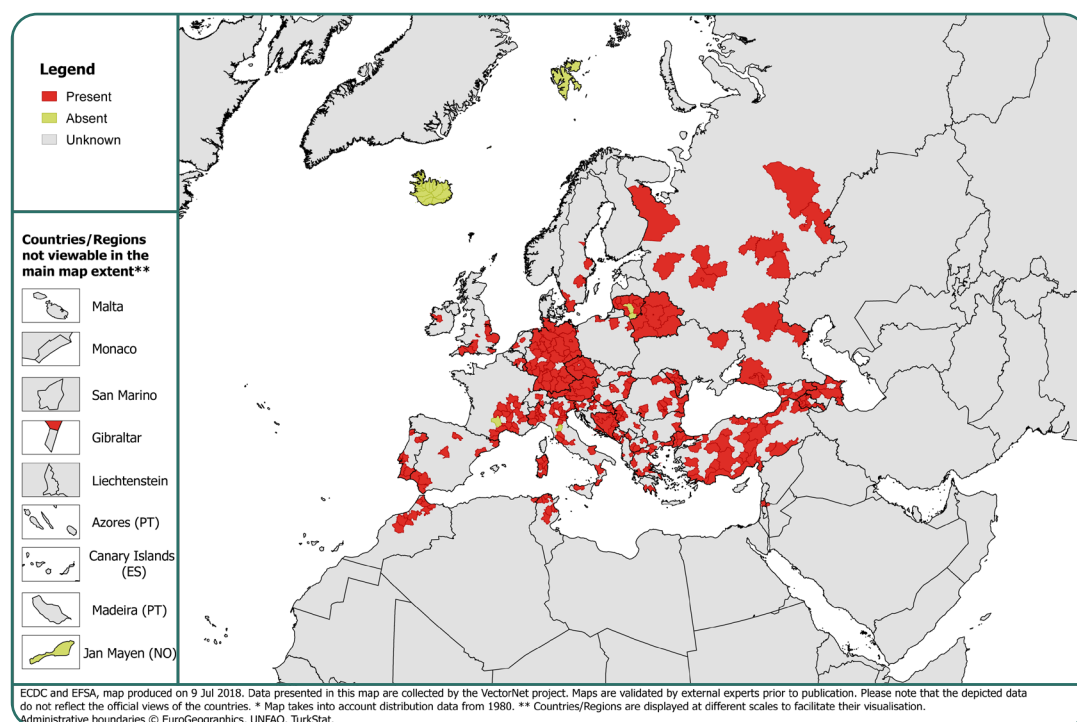 Legend
Present
Absent
Unknown
Countries/Regions
not viewable in the
main map extent**
Malta
Monaco
San Marino
Gibraltar
Liechtenstein
Azores (PT)
Canary Islands
(ES)
Madeira (PT)
Jan Mayen (NO)
ECDC and EFSA, map produced on 9 Jul 2018. Data presented in this map are collected by the VectorNet project. Maps are validated by external experts prior to publication. Please note that the depicted data
do not reflect the official views of the countries. * Map takes into account distribution data from 1980. ** Countries/Regions are displayed at different scales to facilitate their visualisation.
Administrative boundaries © EuroGeographics, UNFAO, TurkStat.